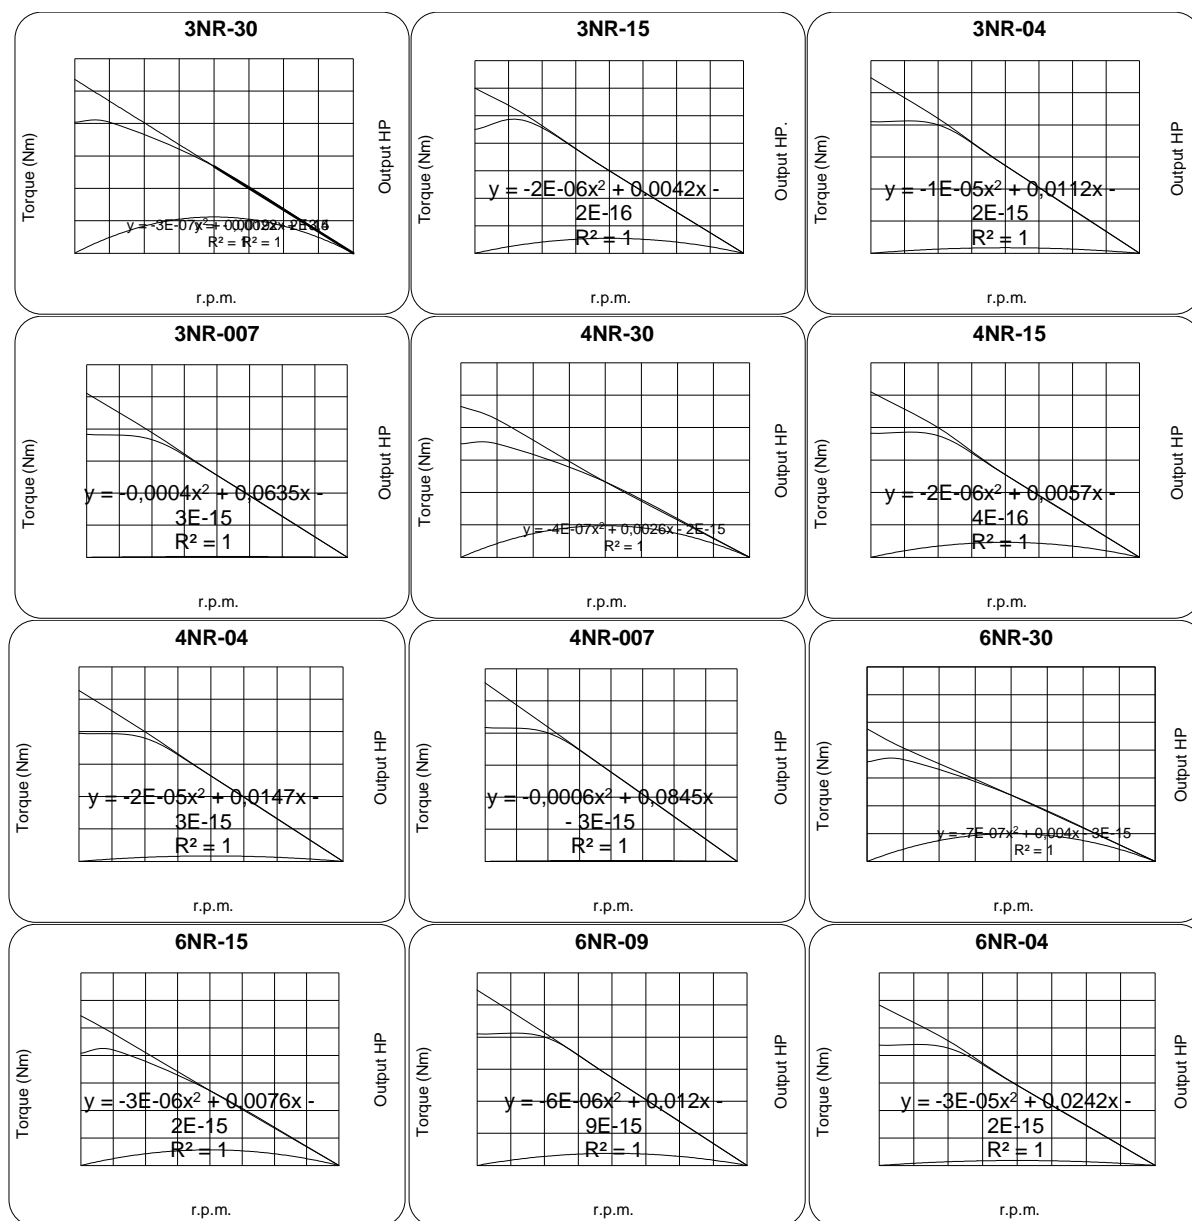 3NR-30
Torque (Nm)
Output HP
R² = 1
R² = 1
r.p.m.
3NR-15
Torque (Nm)
Output HP.
y = -2E-06x² + 0.0042x -
2E-16
R² = 1
r.p.m.
3NR-04
Torque (Nm)
Output HP
y = -1E-05x² + 0,0112x -
2E-15
R² = 1
r.p.m.
3NR-007
Torque (Nm)
Output HP
y = -0,0004x² + 0,0635x -
3E-15
R² = 1
r.p.m.
4NR-30
Torque (Nm)
Output HP
y = -4E-07x² + 0,0026x - 2E-15
R² = 1
r.p.m.
4NR-15
Torque (Nm)
Output HP
y = -2E-06x² + 0,0057x -
4E-16
R² = 1
r.p.m.
4NR-04
Torque (Nm)
Output HP
y = -2E-05x² + 0,0147x -
3E-15
R² = 1
r.p.m.
4NR-007
Torque (Nm)
Output HP
y = -0,0006x² + 0,0845x
- 3E-15
R² = 1
r.p.m.
6NR-30
Torque (Nm)
Output HP
y = -7E-07x² + 0,004x - 3E-15
R² = 1
r.p.m.
6NR-15
Torque (Nm)
Output HP
y = -3E-06x² + 0.0076x -
2E-15
R² = 1
r.p.m.
6NR-09
Torque (Nm)
Output HP
y = -6E-06x² + 0,012x -
9E-15
R² = 1
r.p.m.
6NR-04
Torque (Nm)
Output HP
y = -3E-05x² + 0.0242x -
2E-15
R² = 1
r.p.m.